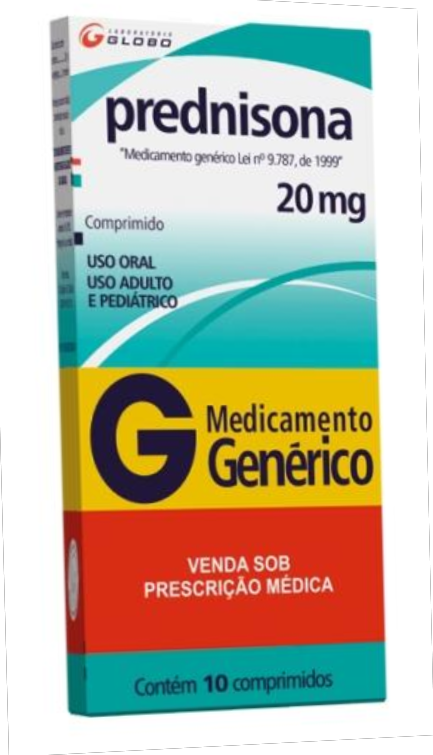 LABORATÓRIO
GLOBO
prednisona
"Medicamento genérico Lei nº 9.787, de 1999"
20 mg
Comprimido
USO ORAL
USO ADULTO
E PEDIÁTRICO
G Medicamento
Genérico
VENDA SOB
PRESCRIÇÃO MÉDICA
Contém 10 comprimidos